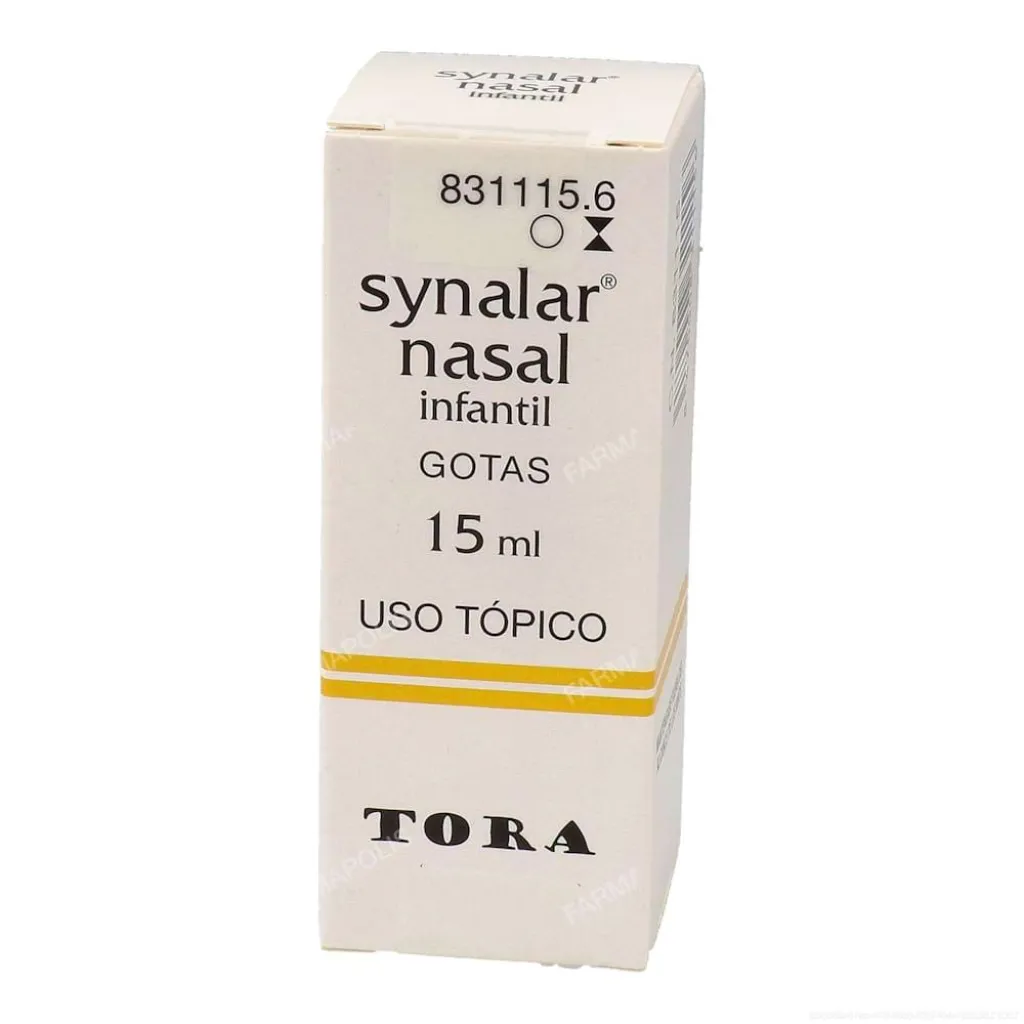 synalar®
nasal
infantil
831115.6
synalar®
nasal
infantil
GOTAS
15 ml
USO TÓPICO
TORA